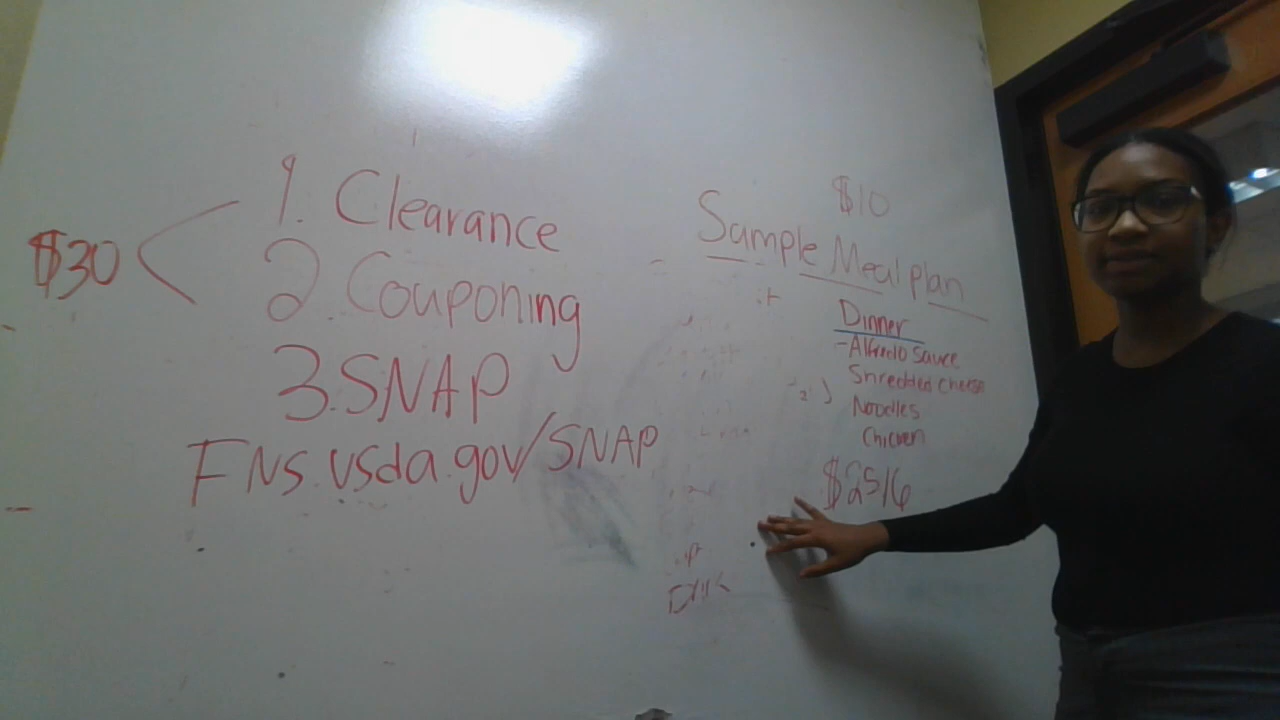 $30
1. Clearance
2. Couponing
3. SNAP
FNS.usda.gov/SNAP
$10
Sample Meal plan
Dinner
- Alfredo Sauce
Shredded Cheese
Noodles
Chicken